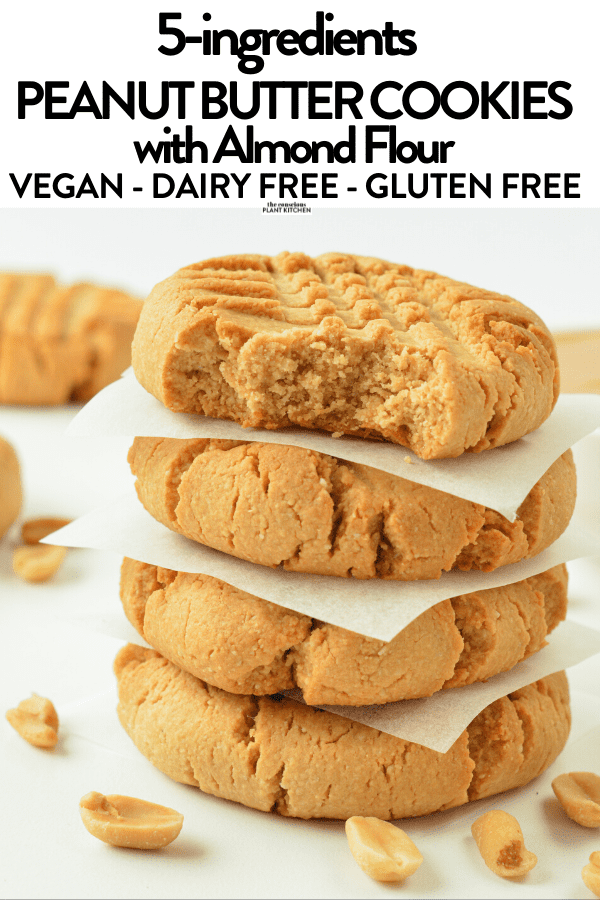 5-ingredients
PEANUT BUTTER COOKIES
with Almond Flour
VEGAN - DAIRY FREE - GLUTEN FREE
the conscious
PLANT KITCHEN